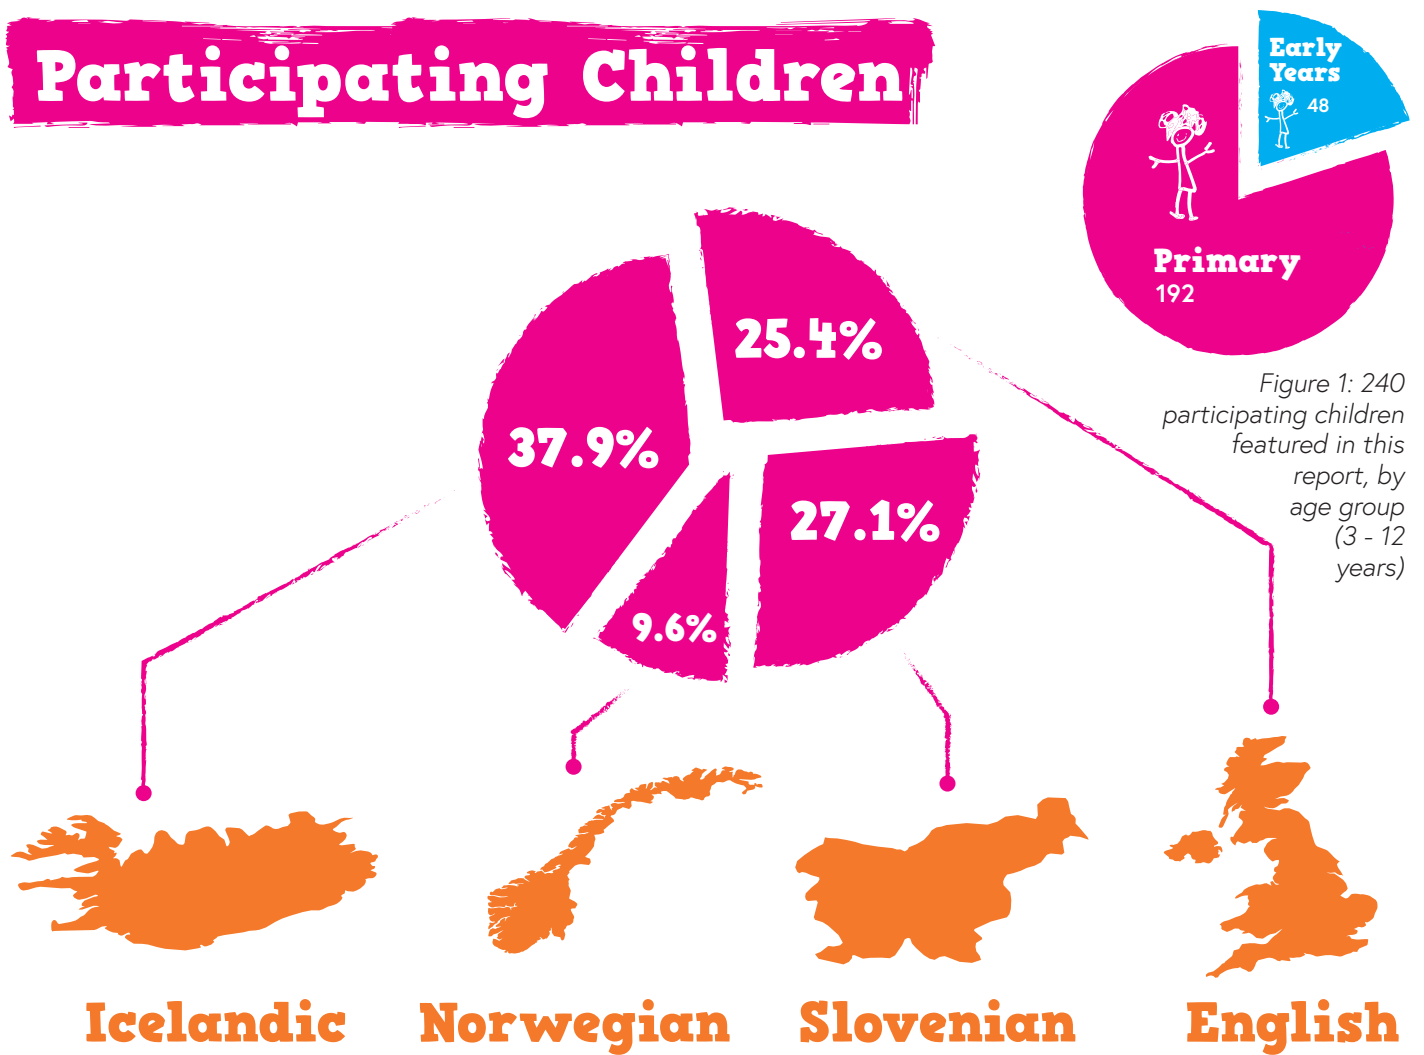 Participating Children
Early
Years
48
Primary
192
Figure 1: 240
participating children
featured in this
report, by
age group
(3 - 12
years)
25.4%
37.9%
27.1%
9.6%
Icelandic
Norwegian
Slovenian
English